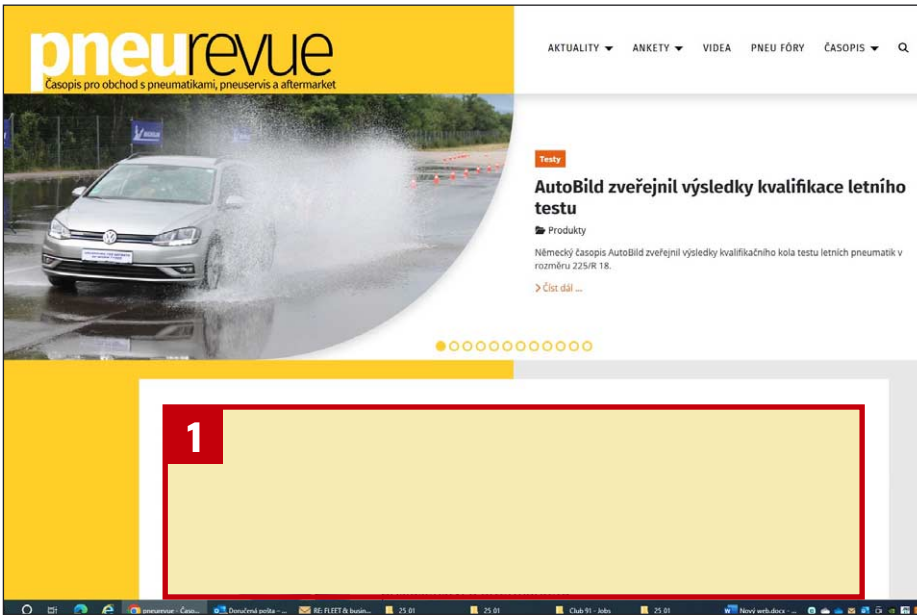 pneurevue
Časopis pro obchod s pneumatikami, pneuservis a aftermarket
AKTUALITY ANKETY VIDEA PNEU FÓRY ČASOPIS
Testy
AutoBild zveřejnil výsledky kvalifikace letního
testu
Produkty
Německý časopis AutoBild zveřejnil výsledky kvalifikačního kola testu letních pneumatik v
rozměru 225/R 18.
Číst dál ...
1
pneurevue - Časo... Doručená pošta - ... RE: FLEET & busin... 25 01 25 01 Club 91 - Jobs 25 01 Nový web.docx - ...